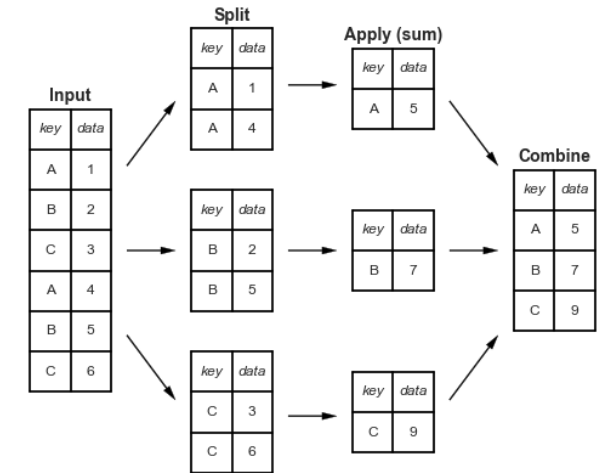 Input
key data
A 1
B 2
C 3
A 4
B 5
C 6
Split
key data
A 1
A 4
key data
B 2
B 5
key data
C 3
C 6
Apply (sum)
key data
A 5
key data
B 7
key data
C 9
Combine
key data
A 5
B 7
C 9